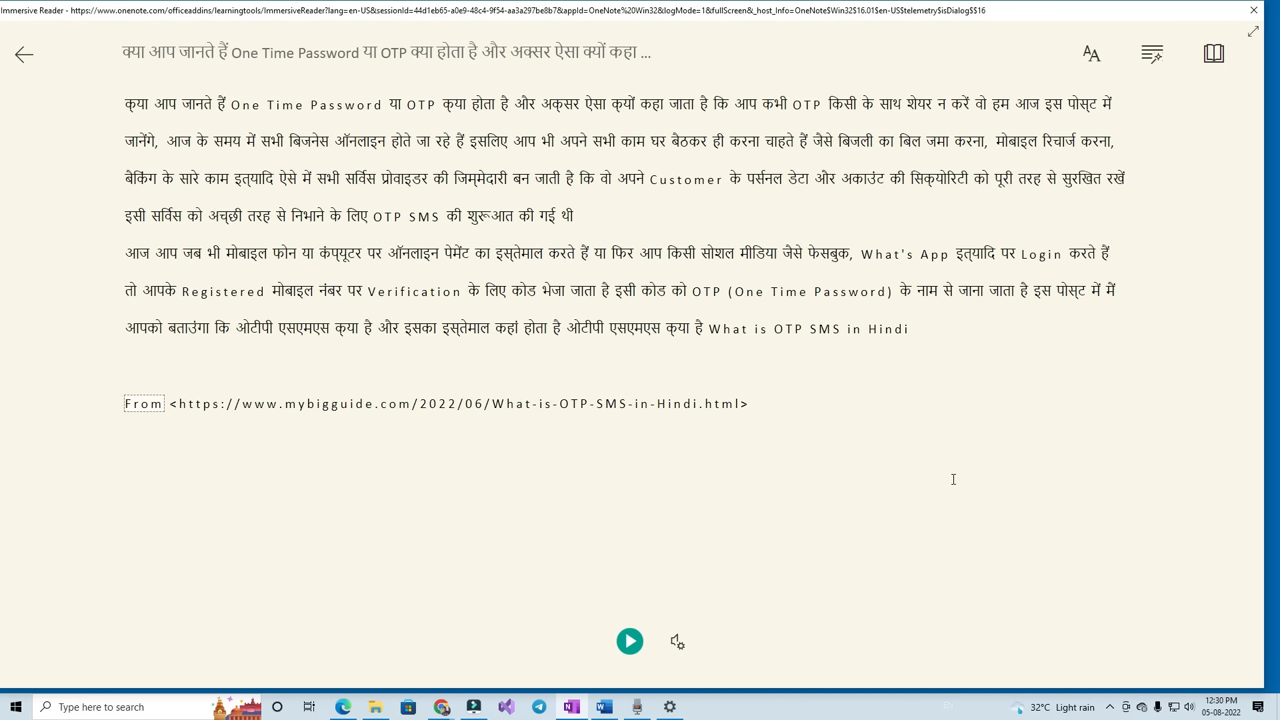 Immersive Reader - https://www.onenote.com/officeaddins/learningtools/ImmersiveReader?lang=en-US&sessionId=44d1eb65-a0e9-48c4-9f54-aa3a297be8b7&appId=OneNote%20Win32&logMode=1&fullScreen&_host_Info=OneNote$Win32$16.01$en-US$telemetry$isDialog$$16
क्या आप जानते हैं One Time Password या OTP क्या होता है और अक्सर ऐसा क्यों कहा ...
क्या आप जानते हैं One Time Password या OTP क्या होता है और अक्सर ऐसा क्यों कहा जाता है कि आप कभी OTP किसी के साथ शेयर न करें वो हम आज इस पोस्ट में
जानेंगे, आज के समय में सभी बिजनेस ऑनलाइन होते जा रहे हैं इसलिए आप भी अपने सभी काम घर बैठकर ही करना चाहते हैं जैसे बिजली का बिल जमा करना, मोबाइल रिचार्ज करना,
बैकिंग के सारे काम इत्यादि ऐसे में सभी सर्विस प्रोवाइडर की जिम्मेदारी बन जाती है कि वो अपने Customer के पर्सनल डेटा और अकाउंट की सिक्योरिटी को पूरी तरह से सुरखित रखें
इसी सर्विस को अच्छी तरह से निभाने के लिए OTP SMS की शुरूआत की गई थी
आज आप जब भी मोबाइल फोन या कंप्यूटर पर ऑनलाइन पेमेंट का इस्तेमाल करते हैं या फिर आप किसी सोशल मीडिया जैसे फेसबुक, What's App इत्यादि पर Login करते हैं
तो आपके Registered मोबाइल नंबर पर Verification के लिए कोड भेजा जाता है इसी कोड को OTP (One Time Password) के नाम से जाना जाता है इस पोस्ट में मैं
आपको बताउंगा कि ओटीपी एसएमएस क्या है और इसका इस्तेमाल कहां होता है ओटीपी एसएमएस क्या है What is OTP SMS in Hindi
From <https://www.mybigguide.com/2022/06/What-is-OTP-SMS-in-Hindi.html>
Type here to search
32°C Light rain
12:30 PM
05-08-2022